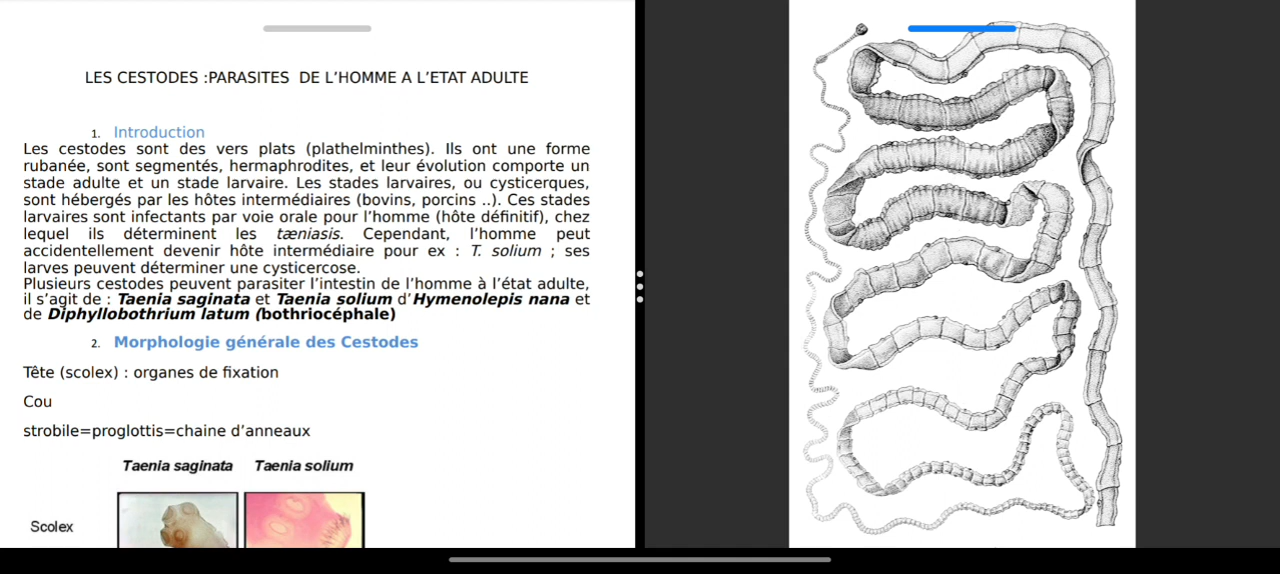 LES CESTODES :PARASITES DE L’HOMME A L’ETAT ADULTE
1. Introduction
Les cestodes sont des vers plats (plathelminthes). Ils ont une forme
rubanée, sont segmentés, hermaphrodites, et leur évolution comporte un
stade adulte et un stade larvaire. Les stades larvaires, ou cysticerques,
sont hébergés par les hôtes intermédiaires (bovins, porcins ..). Ces stades
larvaires sont infectants par voie orale pour l’homme (hôte définitif), chez
lequel ils déterminent les tæniasis. Cependant, l’homme peut
accidentellement devenir hôte intermédiaire pour ex : T. solium ; ses
larves peuvent déterminer une cysticercose.
Plusieurs cestodes peuvent parasiter l’intestin de l’homme à l’état adulte,
il s’agit de : Taenia saginata et Taenia solium d’Hymenolepis nana et
de Diphyllobothrium latum (bothriocéphale)
2. Morphologie générale des Cestodes
Tête (scolex) : organes de fixation
Cou
strobile=proglottis=chaine d’anneaux
Taenia saginata Taenia solium
Scolex